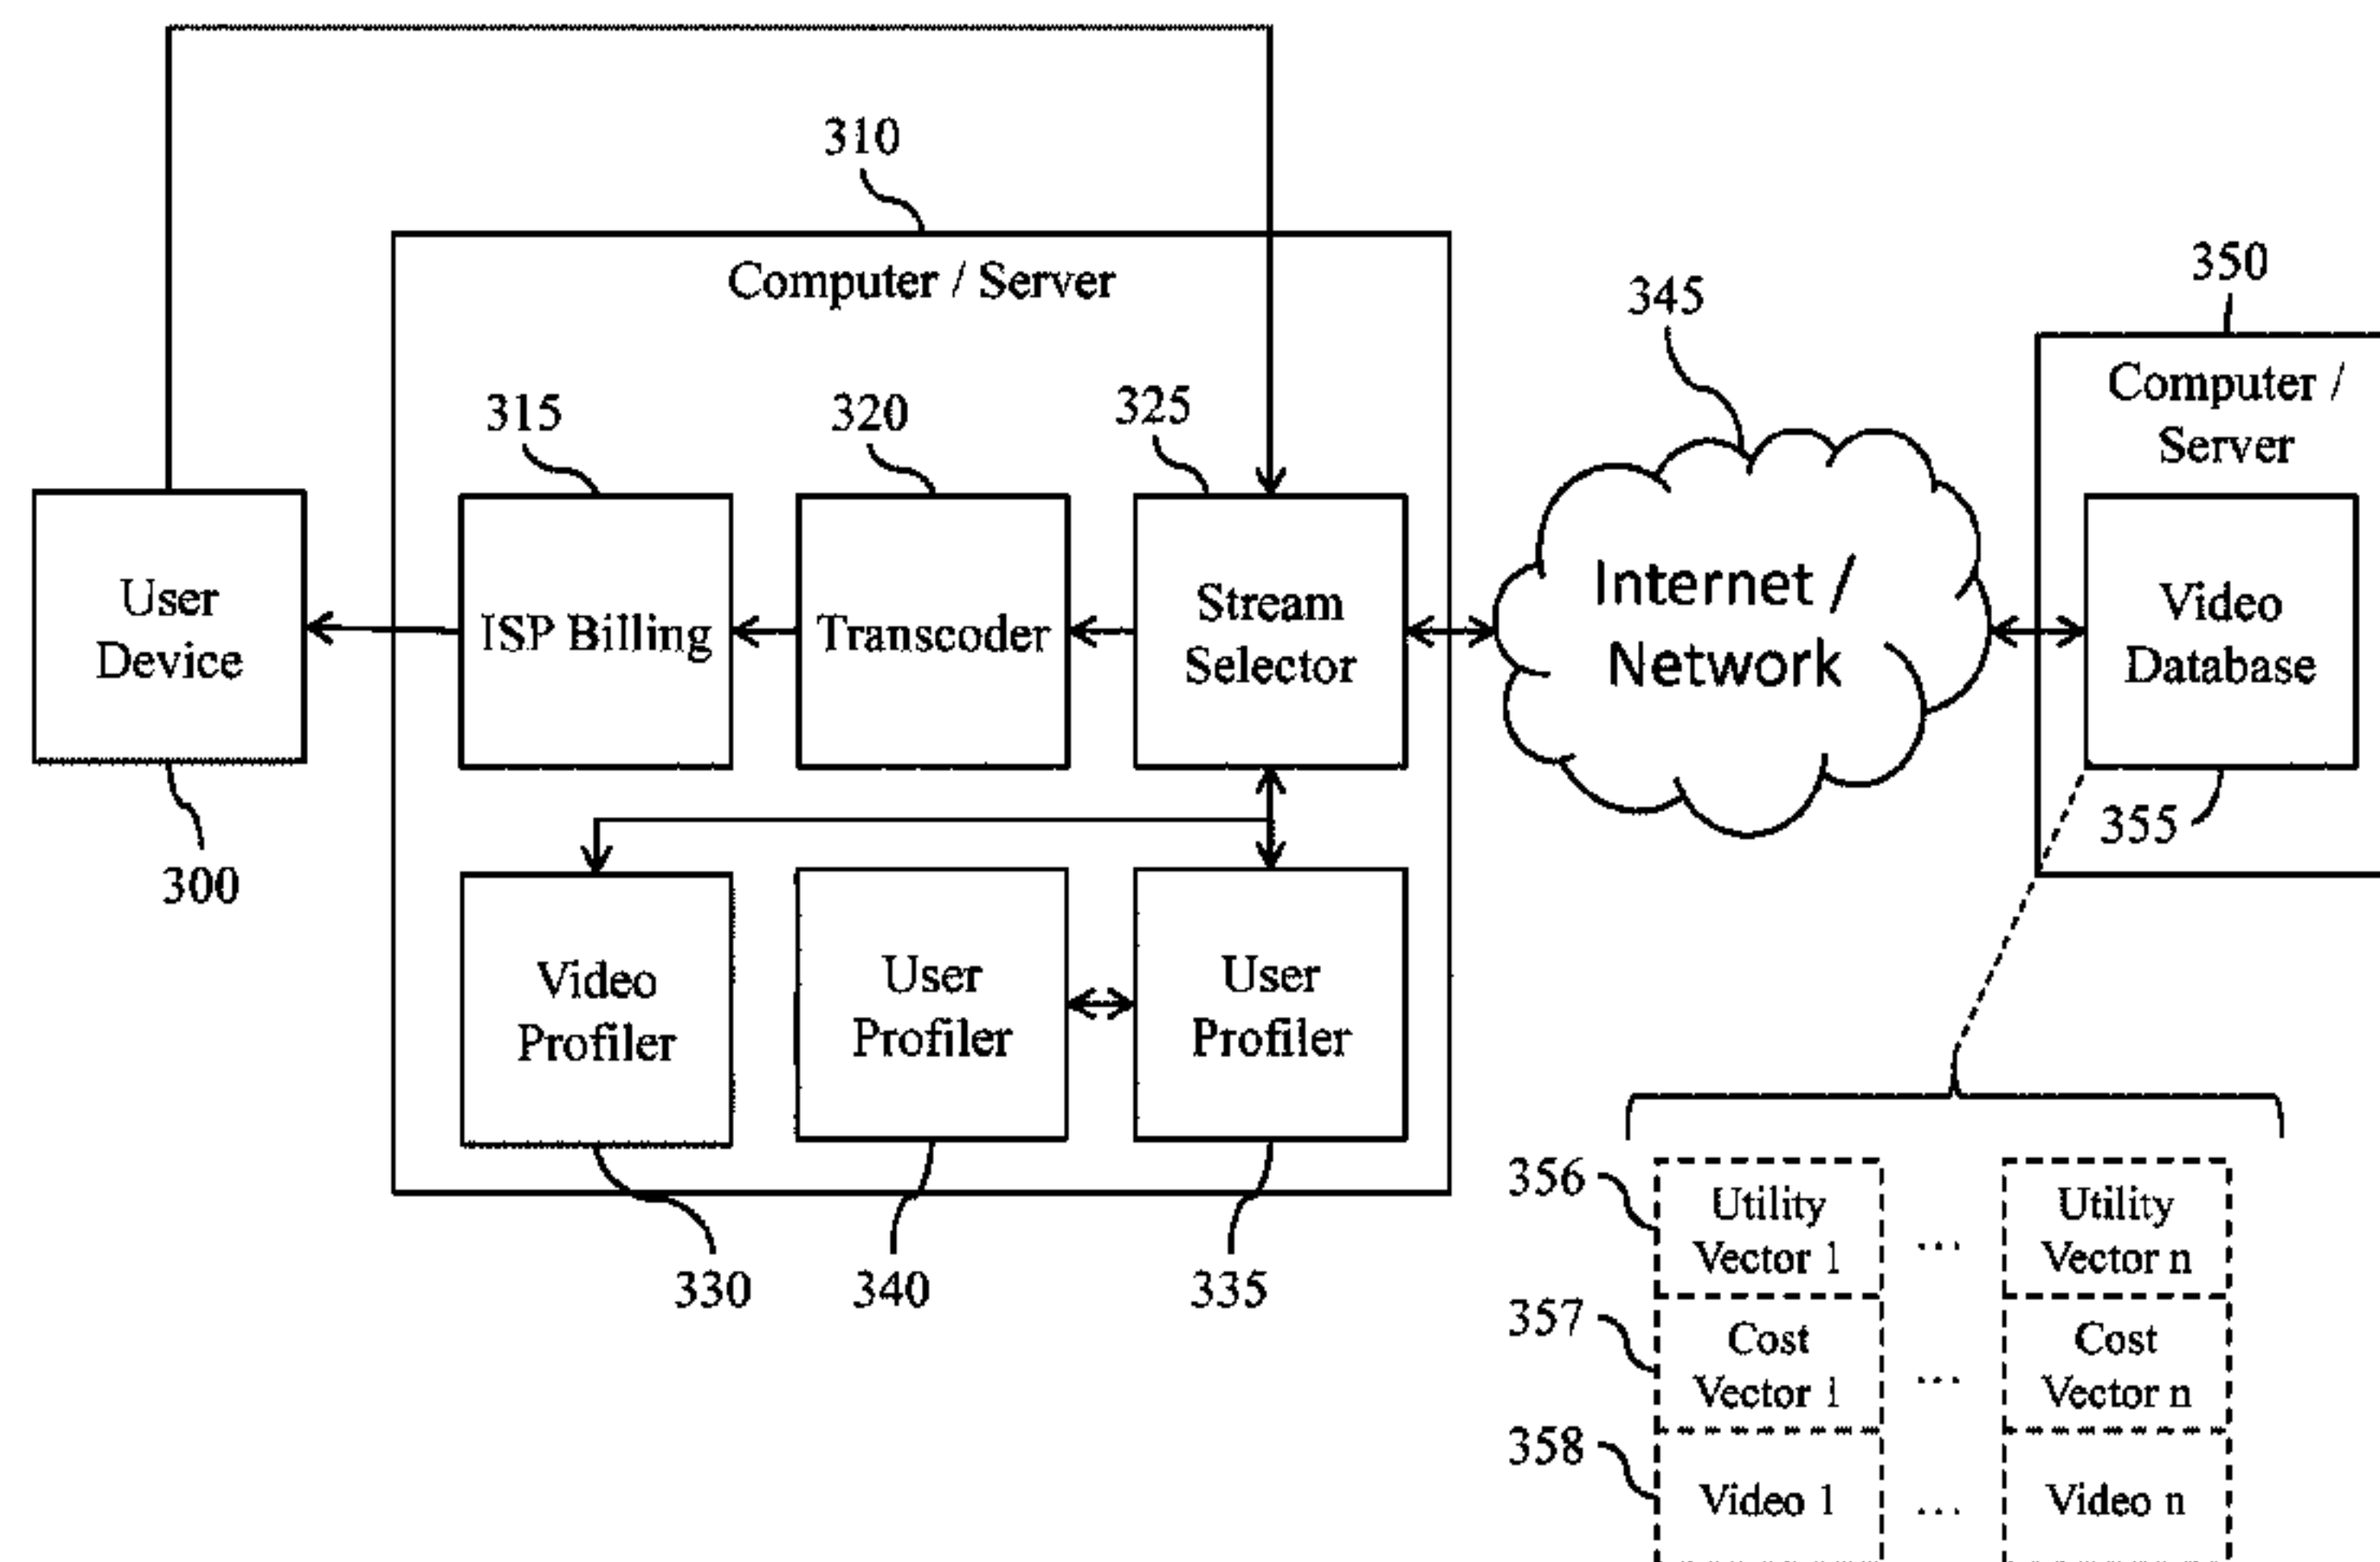 310
Computer / Server
350
345
Computer /
Server
315
320
325
User
Device
ISP Billing
Transcoder
Stream
Selector
Internet /
Network
Video
Database
355
300
Video
Profiler
User
Profiler
User
Profiler
330
340
335
356
Utility
Vector 1
...
Utility
Vector n
357
Cost
Vector 1
...
Cost
Vector n
358
Video 1
...
Video n